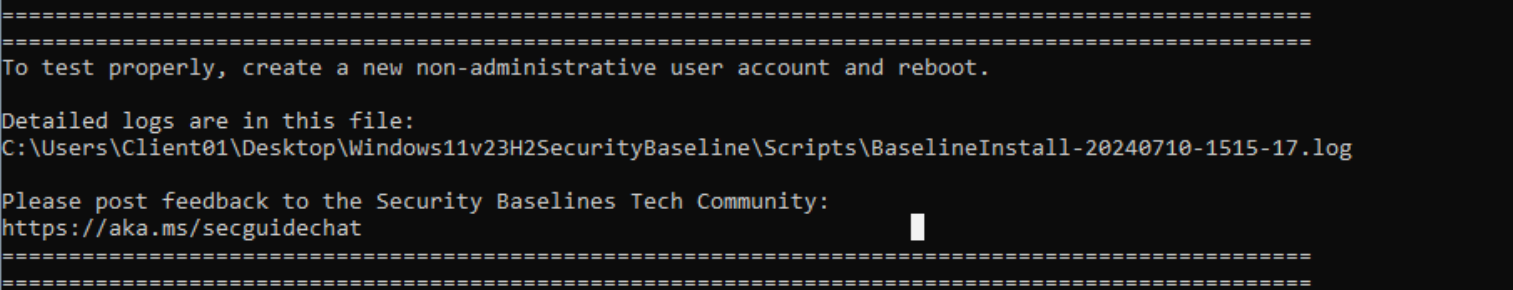 =================================================================================================
=================================================================================================
To test properly, create a new non-administrative user account and reboot.
Detailed logs are in this file:
C:\Users\Client01\Desktop\Windows11v23H2SecurityBaseline\Scripts\BaselineInstall-20240710-1515-17.log
Please post feedback to the Security Baselines Tech Community:
https://aka.ms/secguidechat
=================================================================================================
=================================================================================================